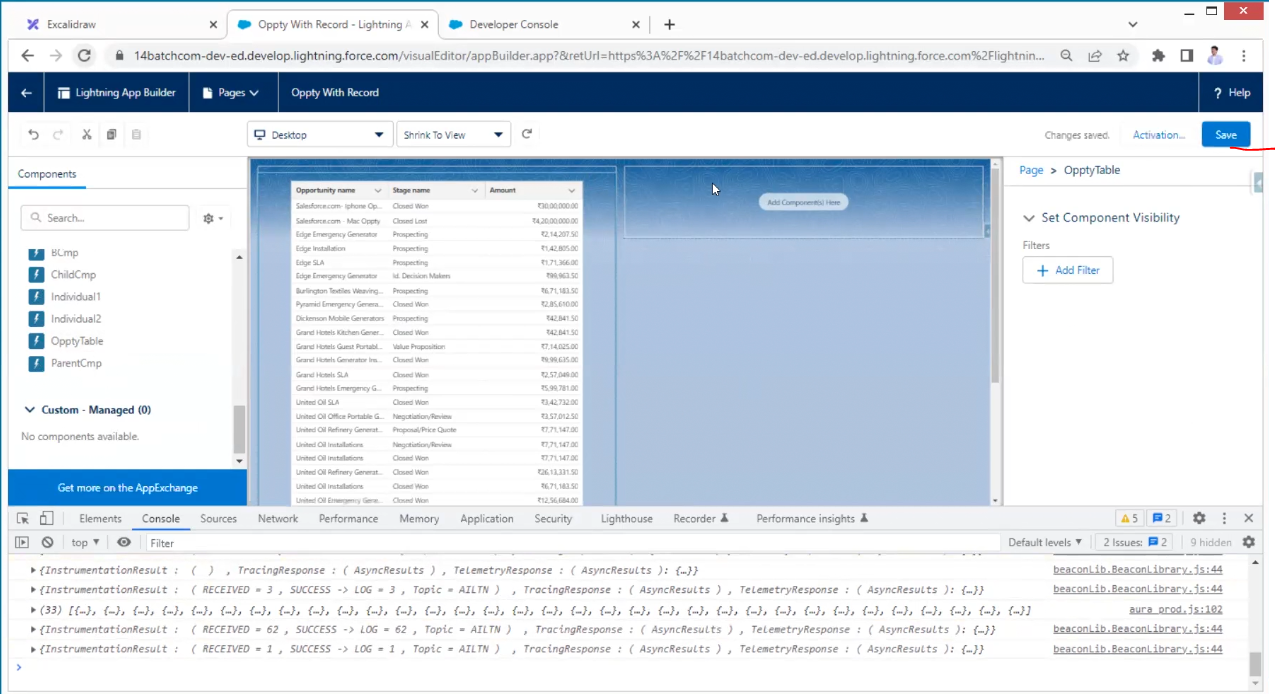 Excalidraw
Oppty With Record - Lightning A
Developer Console
14batchcom-dev-ed.develop.lightning.force.com/visualEditor/appBuilder.app?&retUrl=https%3A%2F%2F14batchcom-dev-ed.develop.lightning.force.com%2Flightnin...
Lightning App Builder
Pages
Oppty With Record
? Help
Desktop
Shrink To View
Changes saved.
Activation...
Save
Components
Search...
BCmp
ChildCmp
Individual1
Individual2
OpptyTable
ParentCmp
Custom - Managed (0)
No components available.
Get more on the AppExchange
Opportunity name Stage name Amount
Salesforce.com- Iphone Op... Closed Won ₹30,00,000.00
Salesforce.com - Mac Oppty Closed Lost ₹4,20,00,000.00
Edge Emergency Generator Prospecting ₹2,14,207.50
Edge Installation Prospecting ₹1,42,805.00
Edge SLA Prospecting ₹1,71,366.00
Edge Emergency Generator Id. Decision Makers ₹99,963.50
Burlington Textiles Weaving... Prospecting ₹6,71,183.50
Pyramid Emergency Genera... Closed Won ₹2,85,610.00
Dickenson Mobile Generators Prospecting ₹42,841.50
Grand Hotels Kitchen Gener... Closed Won ₹42,841.50
Grand Hotels Guest Portabl... Value Proposition ₹7,14,025.00
Grand Hotels Generator Ins... Closed Won ₹9,99,635.00
Grand Hotels SLA Closed Won ₹2,57,049.00
Grand Hotels Emergency G... Prospecting ₹5,99,781.00
United Oil SLA Closed Won ₹3,42,732.00
United Oil Office Portable G... Negotiation/Review ₹3,57,012.50
United Oil Refinery Generat... Proposal/Price Quote ₹7,71,147.00
United Oil Installations Negotiation/Review ₹7,71,147.00
United Oil Installations Closed Won ₹7,71,147.00
United Oil Refinery Generat... Closed Won ₹26,13,331.50
United Oil Installations Closed Won ₹6,71,183.50
United Oil Emergency Gene... Closed Won ₹12,56,684.00
Add Component(s) Here
Page > OpptyTable
Set Component Visibility
Filters
+ Add Filter
Elements Console Sources Network Performance Memory Application Security Lighthouse Recorder Performance insights 5 2
top Filter Default levels 2 Issues: 2 9 hidden
{InstrumentationResult : ( ) , TracingResponse : ( AsyncResults ) , TelemetryResponse : ( AsyncResults ): {…}} beaconLib.BeaconLibrary.js:44
{InstrumentationResult : ( RECEIVED = 3 , SUCCESS -> LOG = 3 , Topic = AILTN ) , TracingResponse : ( AsyncResults ) , TelemetryResponse : ( AsyncResults ): {…}} beaconLib.BeaconLibrary.js:44
(33) [{…}, {…}, {…}, {…}, {…}, {…}, {…}, {…}, {…}, {…}, {…}, {…}, {…}, {…}, {…}, {…}, {…}, {…}, {…}, {…}, {…}, {…}, {…}, {…}, {…}, {…}, {…}, {…}, {…}, {…}, {…}, {…}, {…}] aura_prod.js:102
{InstrumentationResult : ( RECEIVED = 62 , SUCCESS -> LOG = 62 , Topic = AILTN ) , TracingResponse : ( AsyncResults ) , TelemetryResponse : ( AsyncResults ): {…}} beaconLib.BeaconLibrary.js:44
{InstrumentationResult : ( RECEIVED = 1 , SUCCESS -> LOG = 1 , Topic = AILTN ) , TracingResponse : ( AsyncResults ) , TelemetryResponse : ( AsyncResults ): {…}} beaconLib.BeaconLibrary.js:44